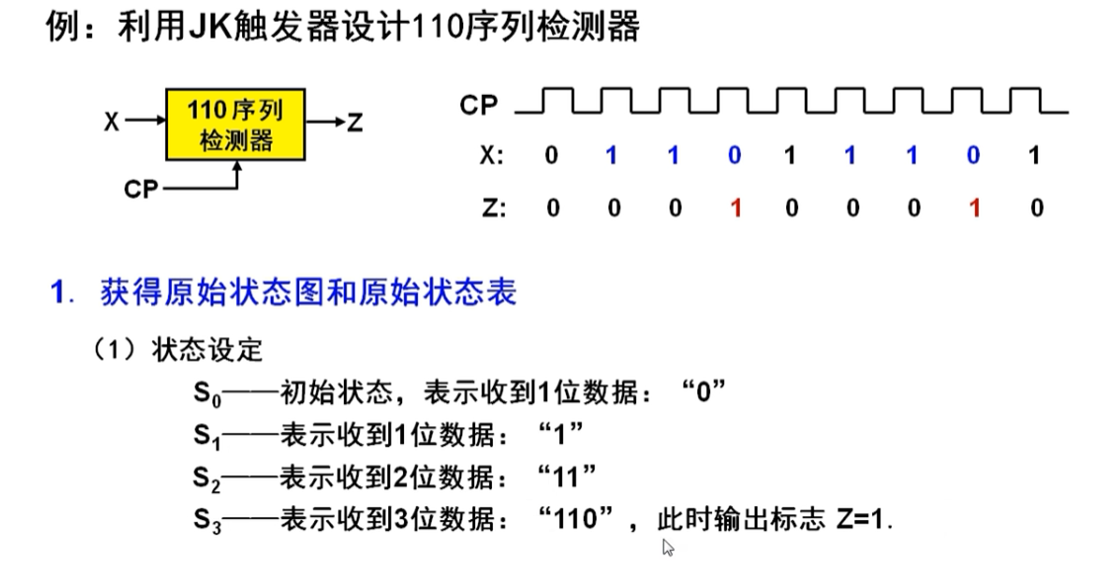 例：利用JK触发器设计110序列检测器
X
110序列
检测器
Z
CP
CP
X: 0 1 1 0 1 1 1 0 1
Z: 0 0 0 1 0 0 0 1 0
1. 获得原始状态图和原始状态表
（1）状态设定
S₀——初始状态，表示收到1位数据：“0”
S₁——表示收到1位数据：“1”
S₂——表示收到2位数据：“11”
S₃——表示收到3位数据：“110”，此时输出标志 Z=1.